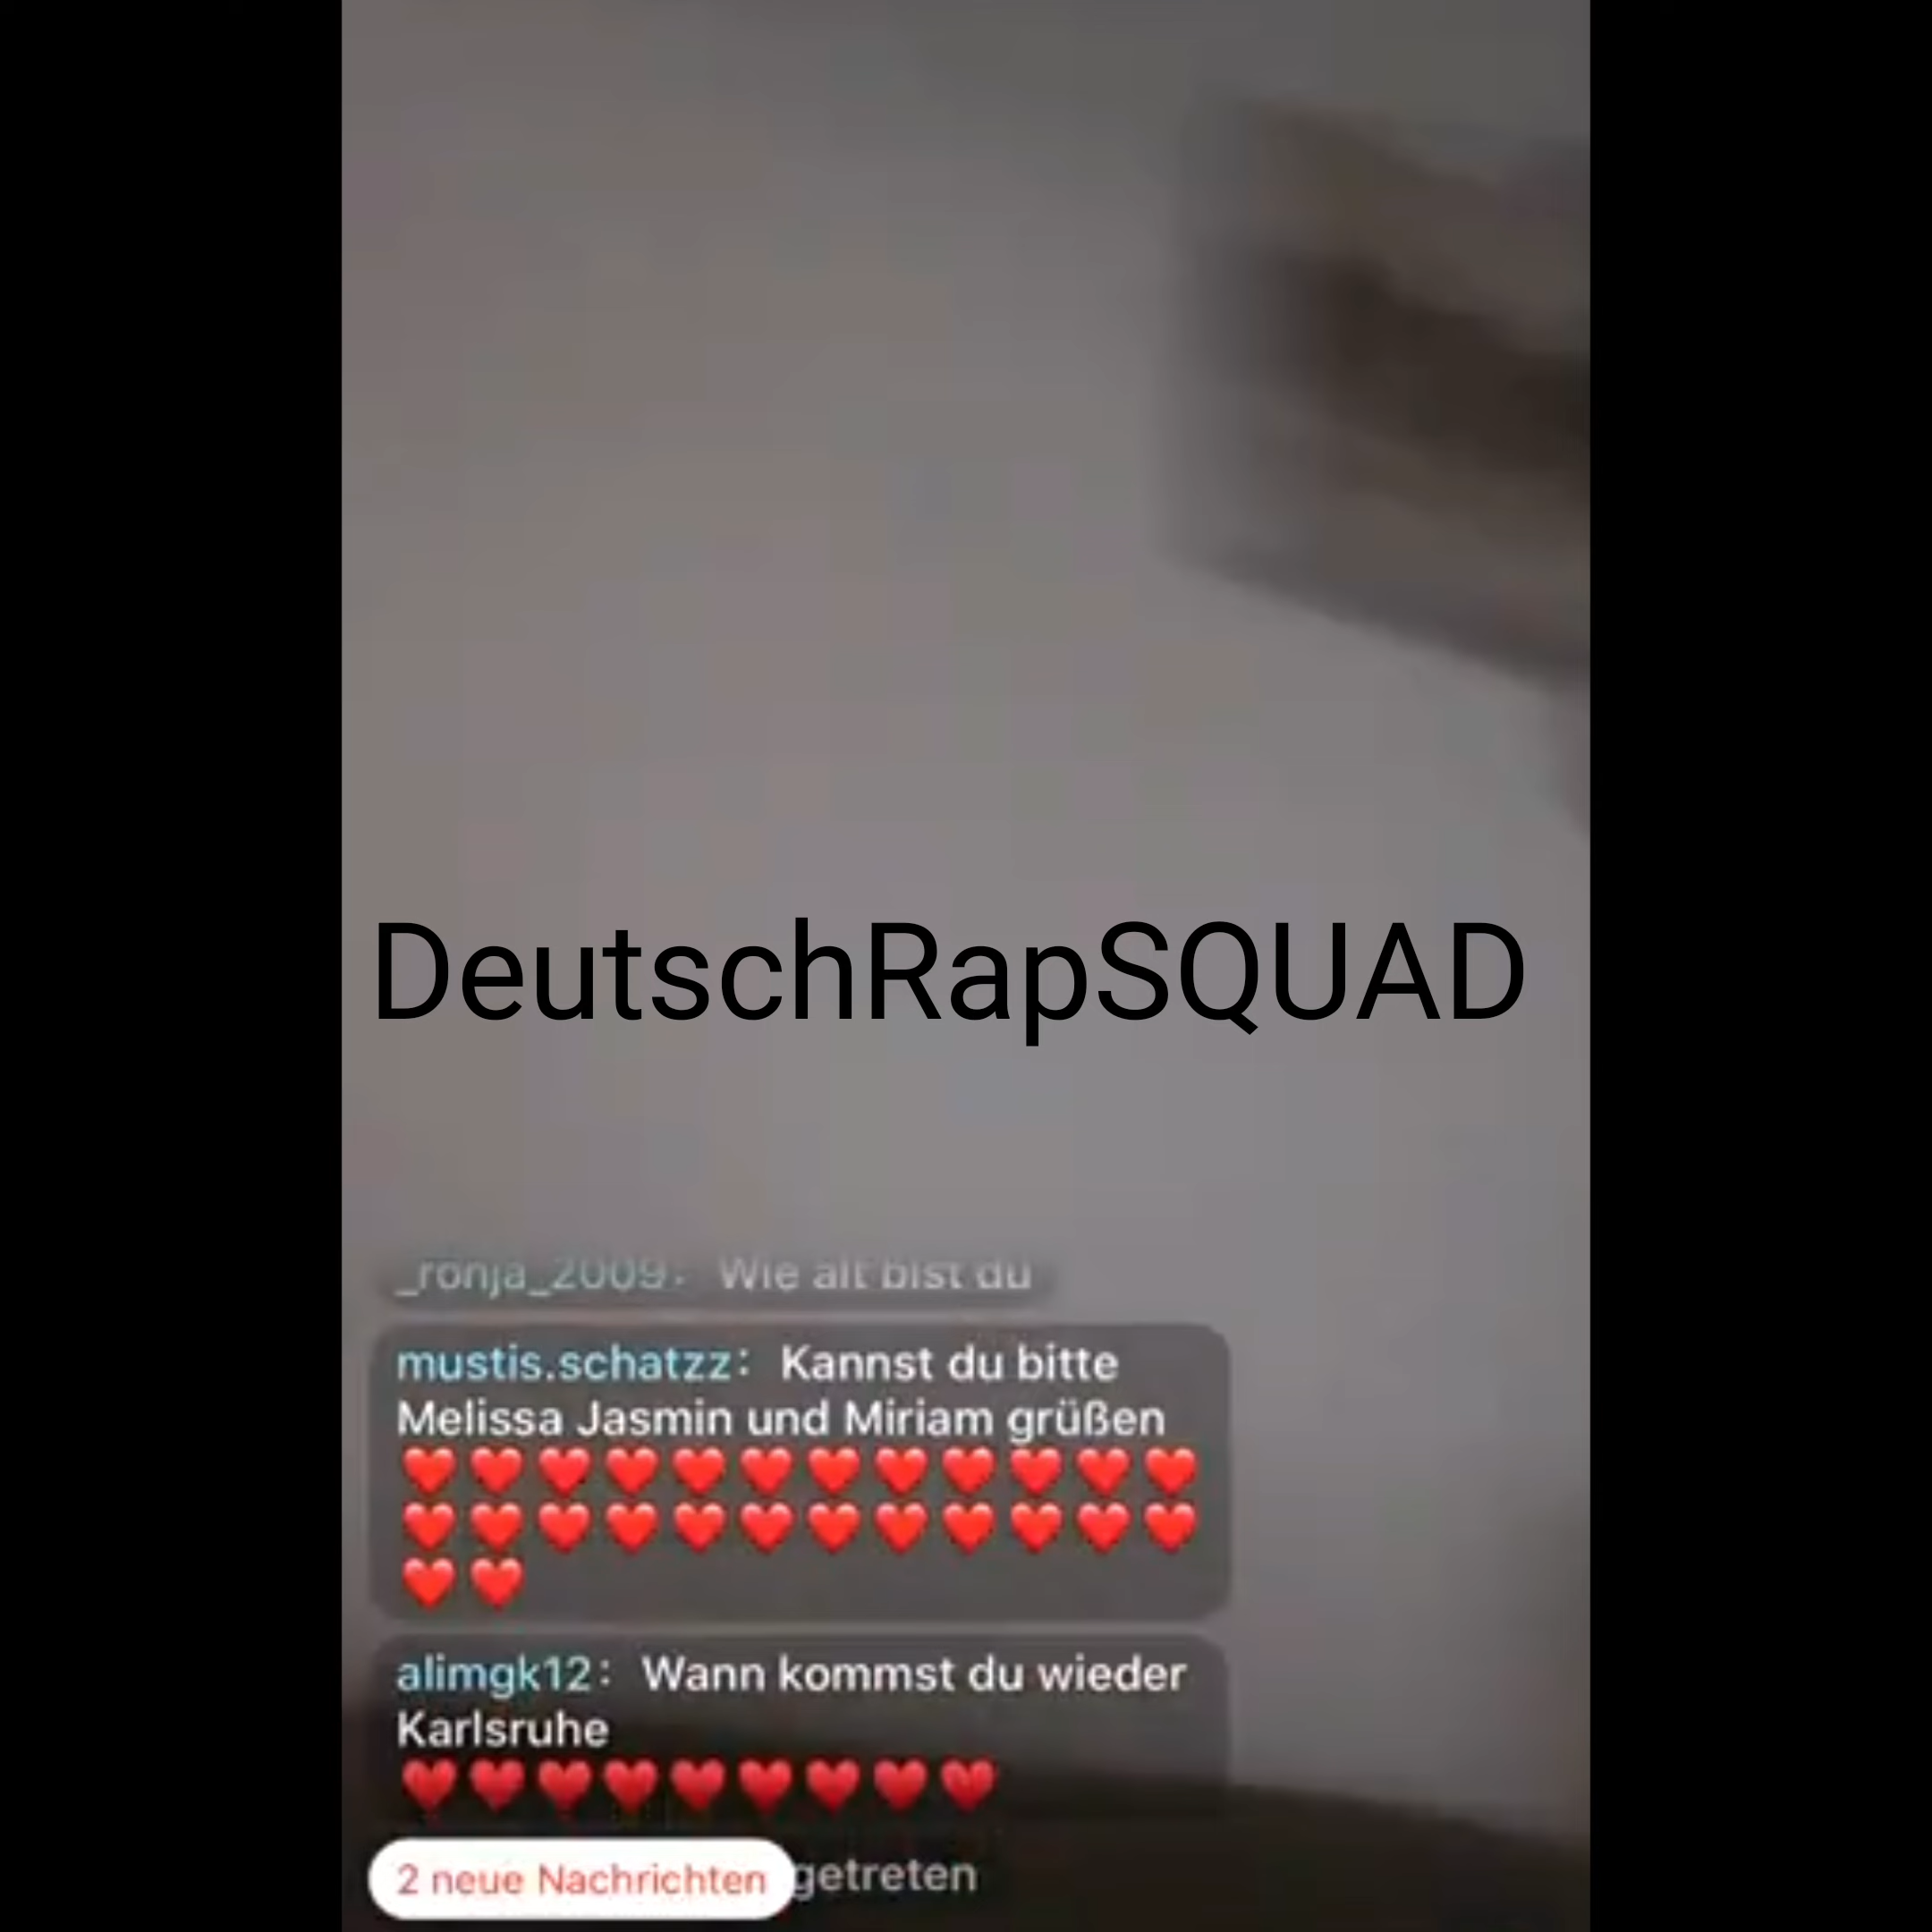 DeutschRapSQUAD
_ronja_2009: Wie alt bist du
mustis.schatzz: Kannst du bitte
Melissa Jasmin und Miriam grüßen
❤️❤️❤️❤️❤️❤️❤️❤️❤️❤️❤️❤️
❤️❤️❤️❤️❤️❤️❤️❤️❤️❤️❤️❤️
❤️❤️
alimgk12: Wann kommst du wieder
Karlsruhe
❤️❤️❤️❤️❤️❤️❤️❤️❤️
2 neue Nachrichten getreten